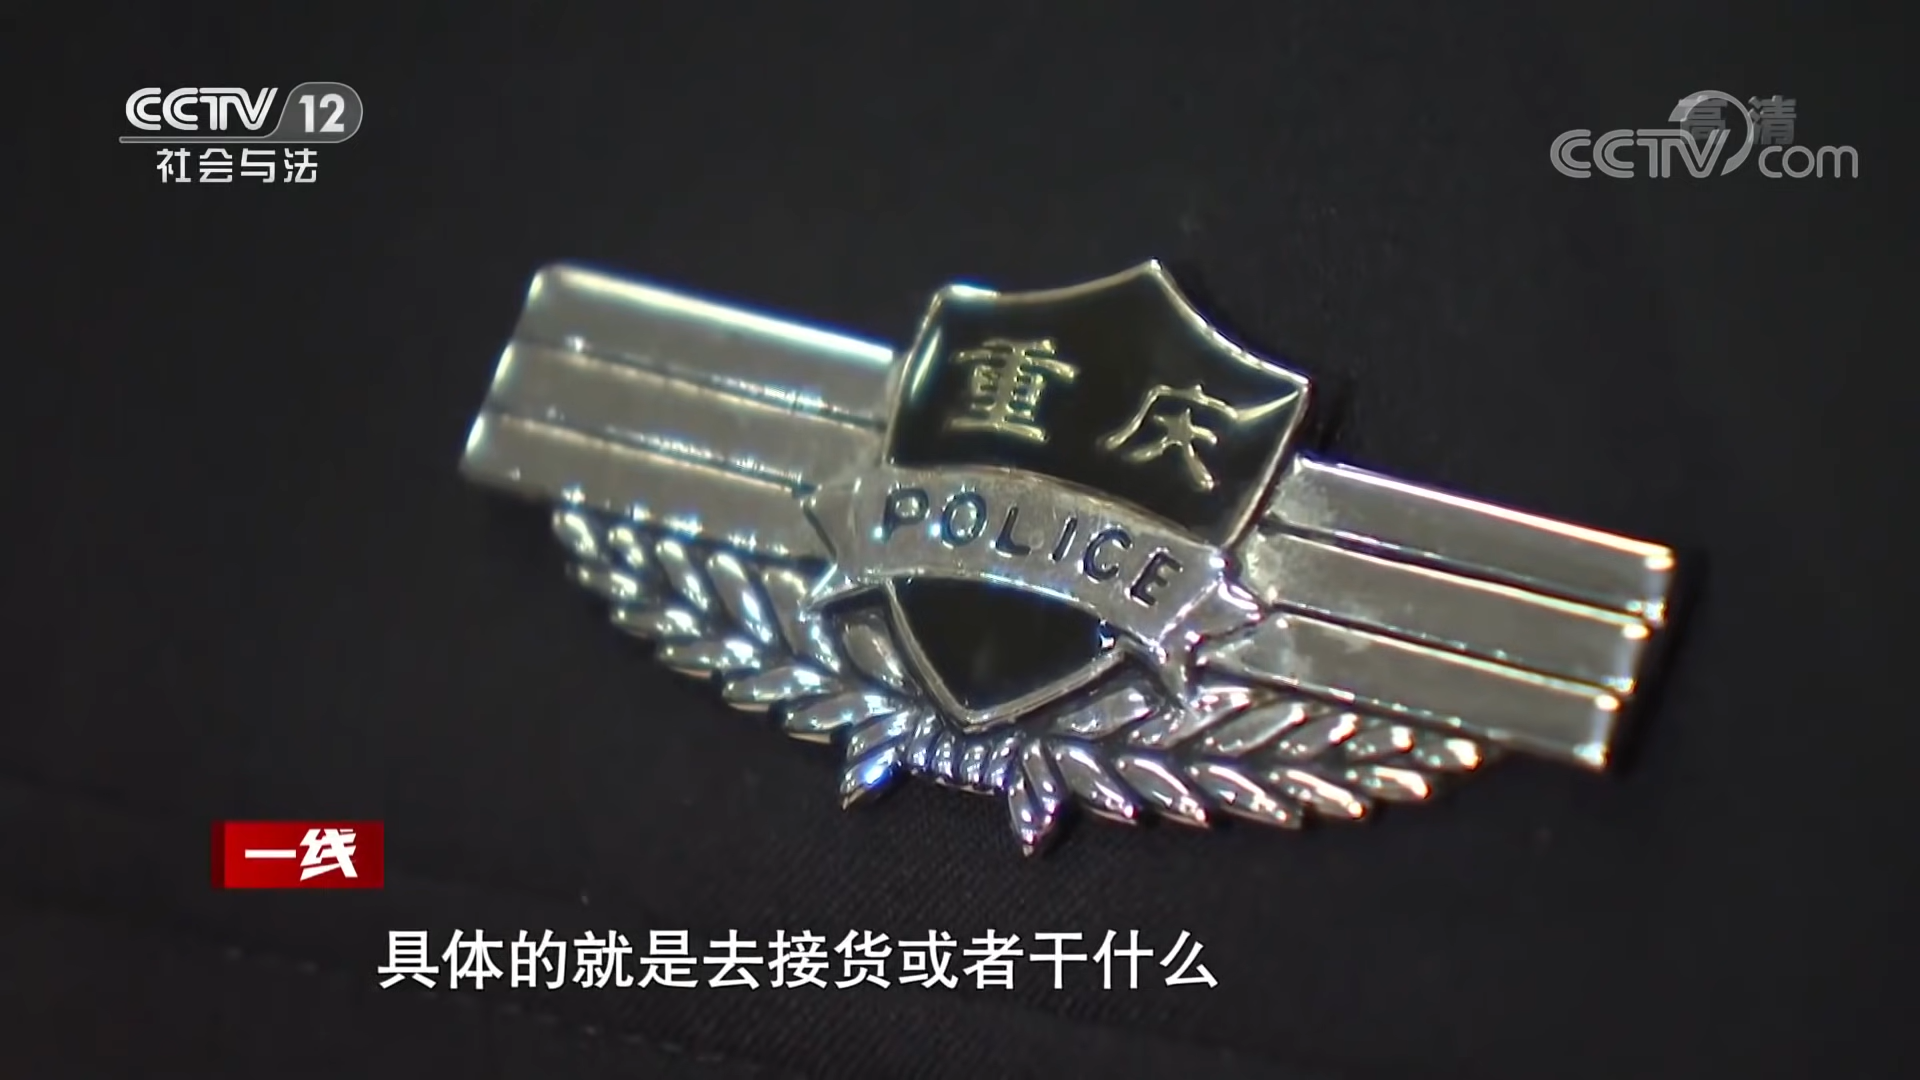 CCTV 12
社会与法
高清
CCTV.com
重庆
POLICE
一线
具体的就是去接货或者干什么